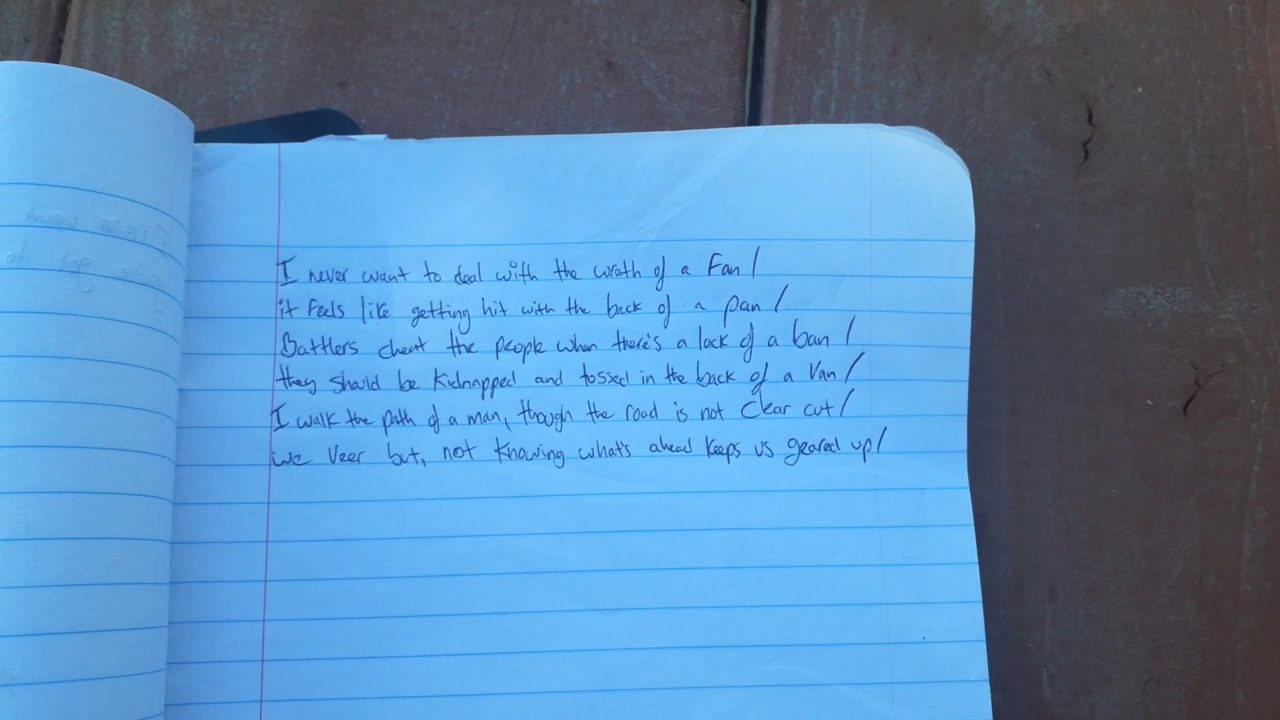 I never want to deal with the wrath of a Fan /
it feels like getting hit with the back of a pan /
Battlers cheat the people when there's a lack of a ban /
they should be kidnapped and tossed in the back of a van /
I walk the path of a man, though the road is not clear cut /
we veer but, not knowing what's ahead keeps us geared up /